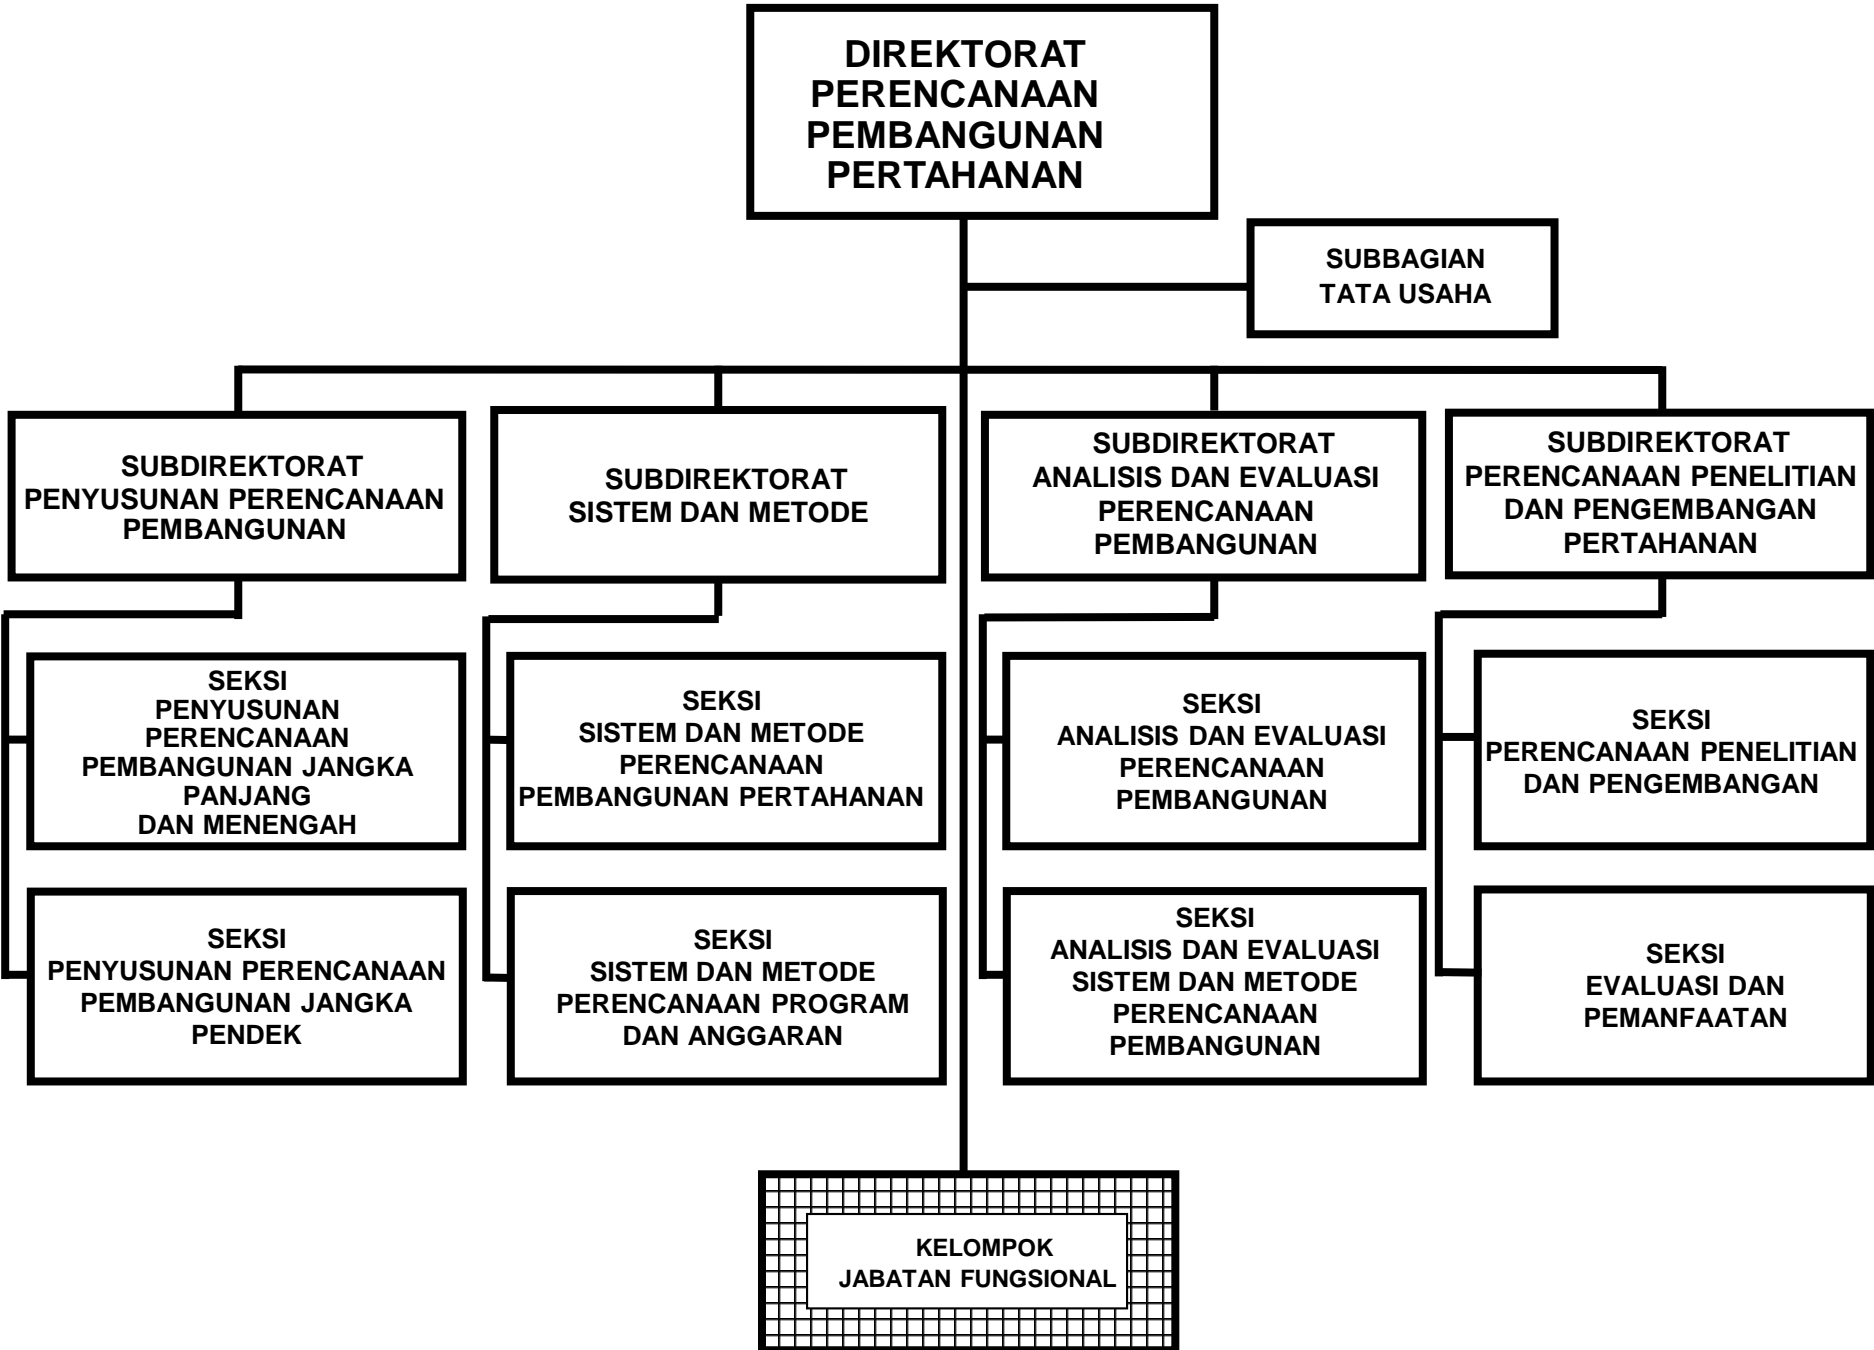 DIREKTORAT
PERENCANAAN
PEMBANGUNAN
PERTAHANAN
SUBBAGIAN
TATA USAHA
SUBDIREKTORAT
PENYUSUNAN PERENCANAAN
PEMBANGUNAN
SUBDIREKTORAT
SISTEM DAN METODE
SUBDIREKTORAT
ANALISIS DAN EVALUASI
PERENCANAAN
PEMBANGUNAN
SUBDIREKTORAT
PERENCANAAN PENELITIAN
DAN PENGEMBANGAN
PERTAHANAN
SEKSI
PENYUSUNAN
PERENCANAAN
PEMBANGUNAN JANGKA
PANJANG
DAN MENENGAH
SEKSI
SISTEM DAN METODE
PERENCANAAN
PEMBANGUNAN PERTAHANAN
SEKSI
ANALISIS DAN EVALUASI
PERENCANAAN
PEMBANGUNAN
SEKSI
PERENCANAAN PENELITIAN
DAN PENGEMBANGAN
SEKSI
PENYUSUNAN PERENCANAAN
PEMBANGUNAN JANGKA
PENDEK
SEKSI
SISTEM DAN METODE
PERENCANAAN PROGRAM
DAN ANGGARAN
SEKSI
ANALISIS DAN EVALUASI
SISTEM DAN METODE
PERENCANAAN
PEMBANGUNAN
SEKSI
EVALUASI DAN
PEMANFAATAN
KELOMPOK
JABATAN FUNGSIONAL